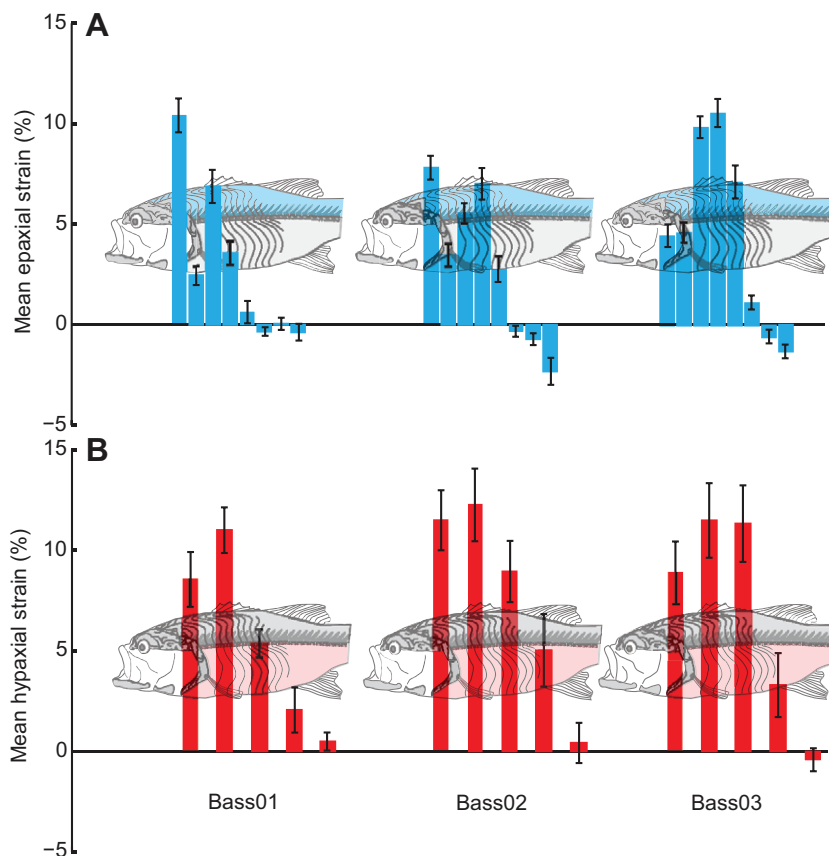 A
15
10
5
0
−5
Mean epaxial strain (%)
B
15
10
5
0
−5
Mean hypaxial strain (%)
Bass01 Bass02 Bass03